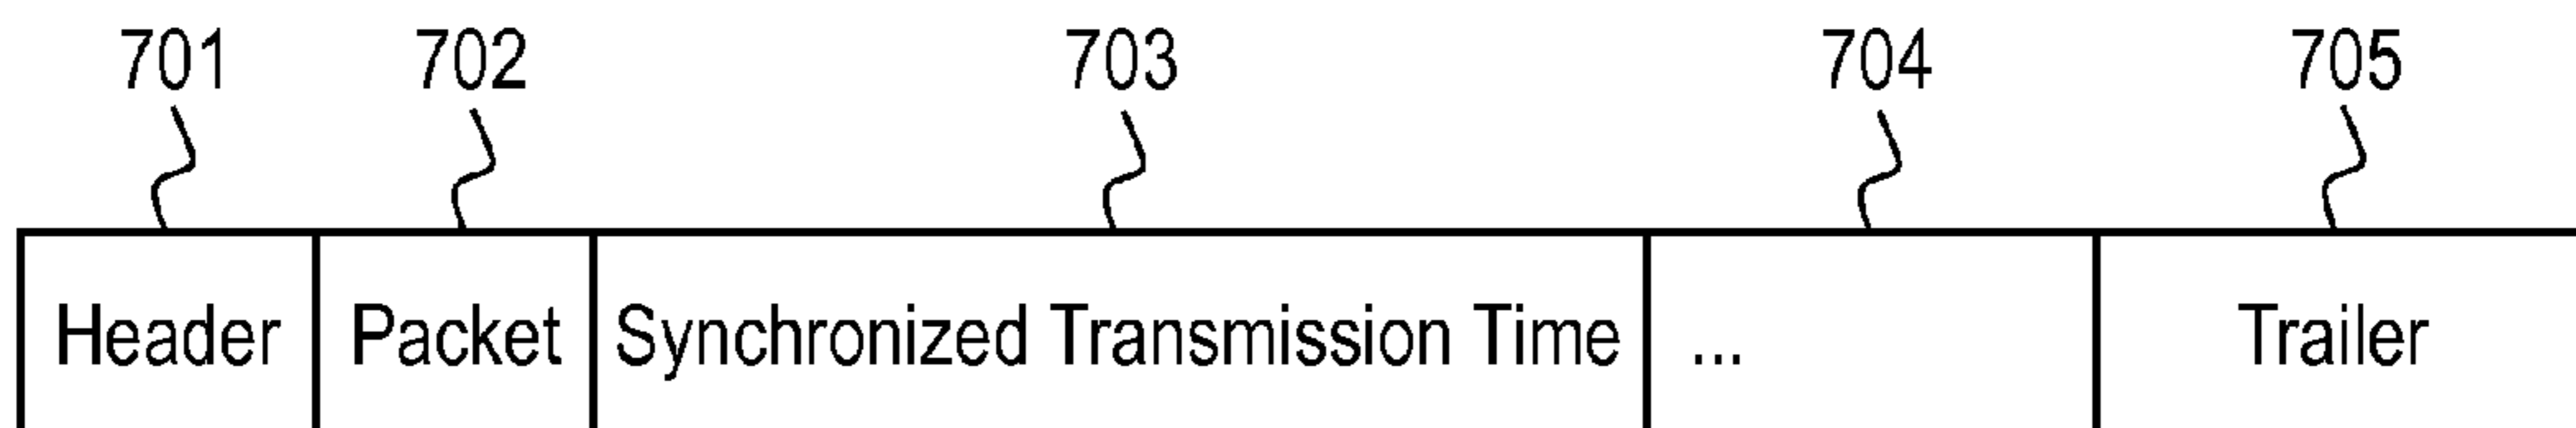 701 702 703 704 705
Header Packet Synchronized Transmission Time ... Trailer